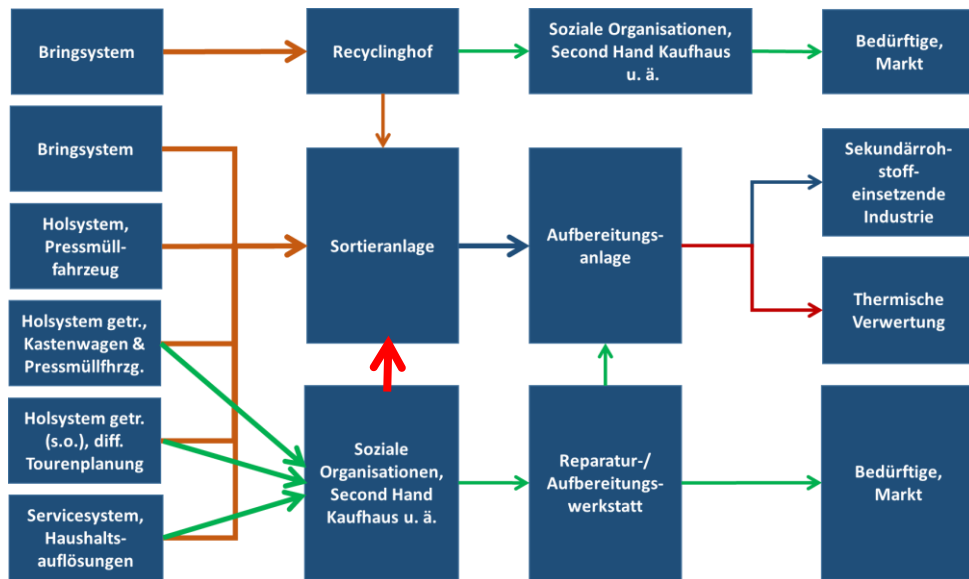 Bringsystem
Recyclinghof
Soziale Organisationen,
Second Hand Kaufhaus
u. ä.
Bedürftige,
Markt
Bringsystem
Holsystem,
Pressmüll-
fahrzeug
Sortieranlage
Aufbereitungs-
anlage
Sekundärroh-
stoff-
einsetzende
Industrie
Thermische
Verwertung
Holsystem getr.,
Kastenwagen &
Pressmüllfhrzg.
Holsystem getr.
(s.o.), diff.
Tourenplanung
Servicesystem,
Haushalts-
auflösungen
Soziale
Organisationen,
Second Hand
Kaufhaus u. ä.
Reparatur-/
Aufbereitungs-
werkstatt
Bedürftige,
Markt